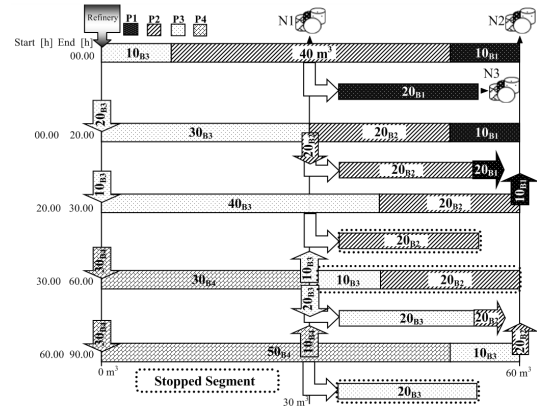 Refinery P1 P2 P3 P4 N1 N2
Start [h] End [h]
00.00 10B3 40 m3 10B1
20B1 N3
20B3
00.00 20.00 30B3 20B2 20B2 10B1
20B2 20B1
10B3 10B1
20.00 30.00 40B3 20B2
20B2
30B4 10B3
30.00 60.00 30B4 10B3 20B2
20B3
20B3 20B2
30B4 10B4 20B2
60.00 90.00 50B4 10B3
0 m3 60 m3
Stopped Segment 20B3
30 m3